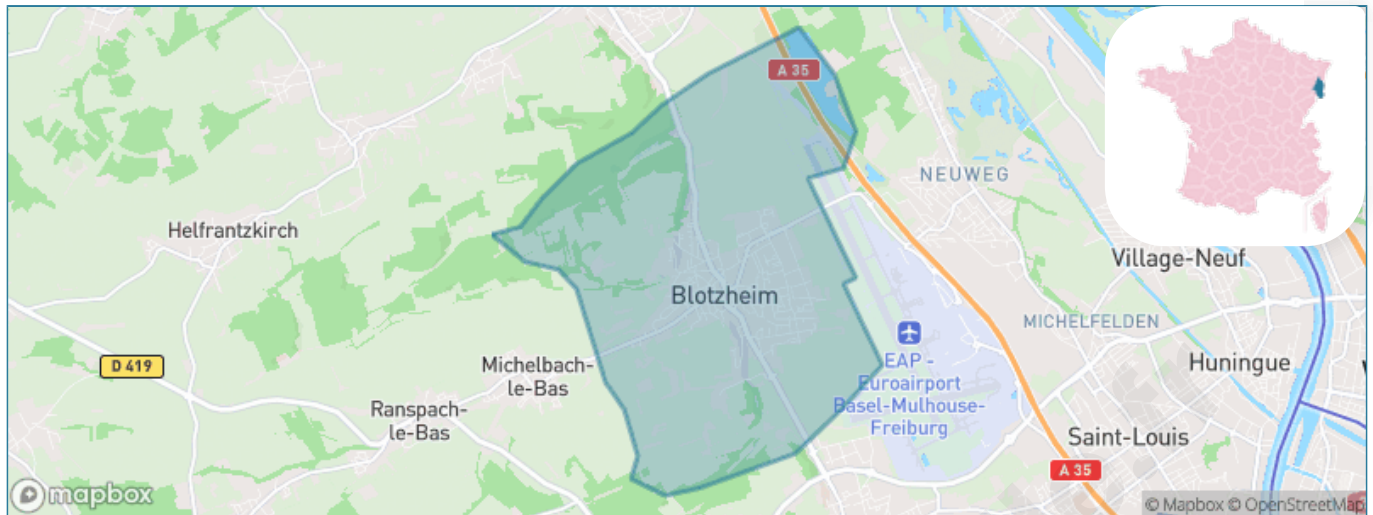 A 35
NEUWEG
Helfrantzkirch
Village-Neuf
Blotzheim
MICHELFELDEN
D 419
Michelbach-
le-Bas
EAP -
Euroairport
Basel-Mulhouse-
Freiburg
Huningue
Ranspach-
le-Bas
Saint-Louis
A 35
mapbox
© Mapbox © OpenStreetMap